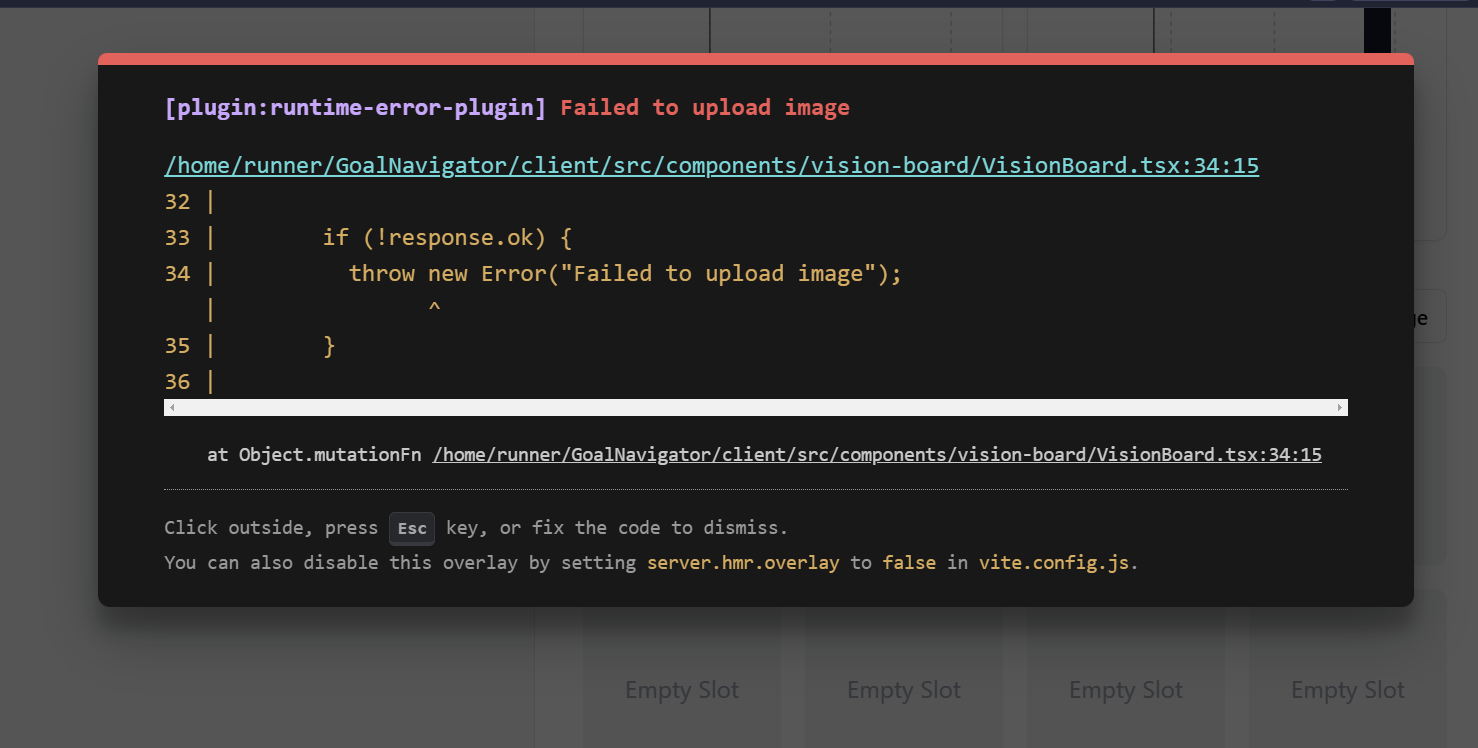 [plugin:runtime-error-plugin] Failed to upload image
/home/runner/GoalNavigator/client/src/components/vision-board/VisionBoard.tsx:34:15
32 |
33 |        if (!response.ok) {
34 |          throw new Error("Failed to upload image");
   |                ^
35 |        }
36 |
at Object.mutationFn /home/runner/GoalNavigator/client/src/components/vision-board/VisionBoard.tsx:34:15
Click outside, press Esc key, or fix the code to dismiss.
You can also disable this overlay by setting server.hmr.overlay to false in vite.config.js.
Empty Slot Empty Slot Empty Slot Empty Slot